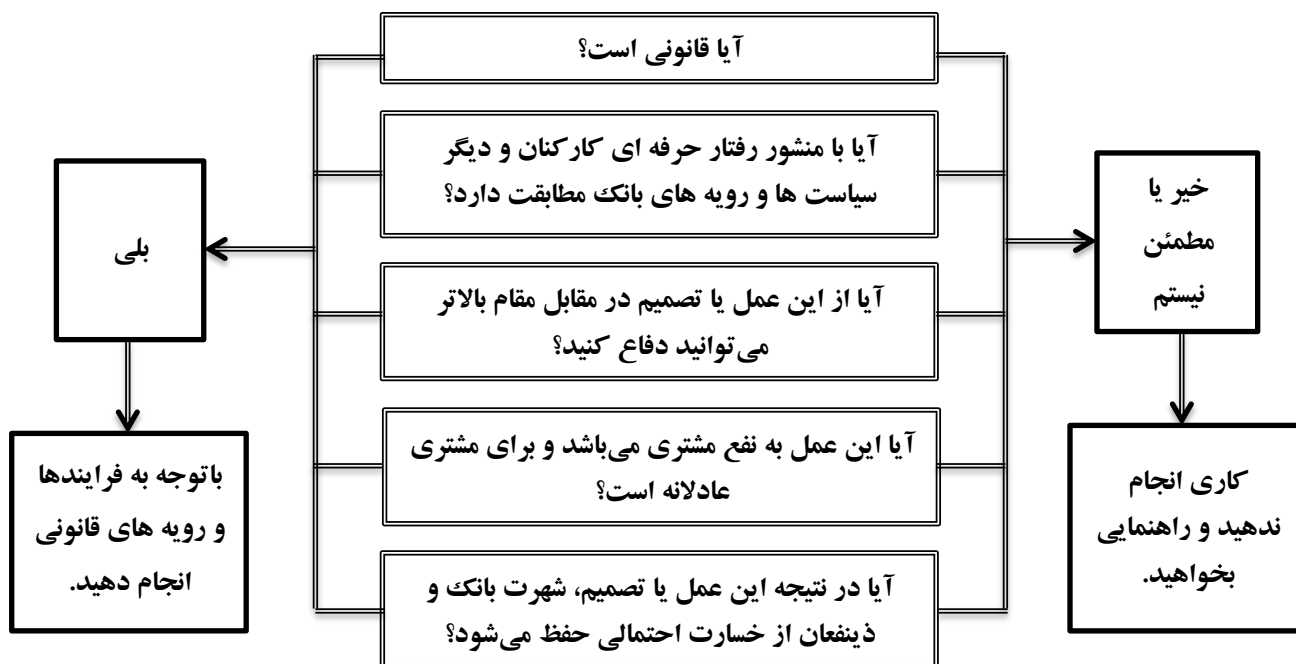 آیا قانونی است؟
آیا با منشور رفتار حرفه ای کارکنان و دیگر
سیاست ها و رویه های بانک مطابقت دارد؟
خیر یا
مطمئن
نیستم
بلی
آیا از این عمل یا تصمیم در مقابل مقام بالاتر
می‌توانید دفاع کنید؟
آیا این عمل به نفع مشتری می‌باشد و برای مشتری
عادلانه است؟
کاری انجام
ندهید و راهنمایی
بخواهید.
باتوجه به فرایندها
و رویه های قانونی
انجام دهید.
آیا در نتیجه این عمل یا تصمیم، شهرت بانک و
ذینفعان از خسارت احتمالی حفظ می‌شود؟